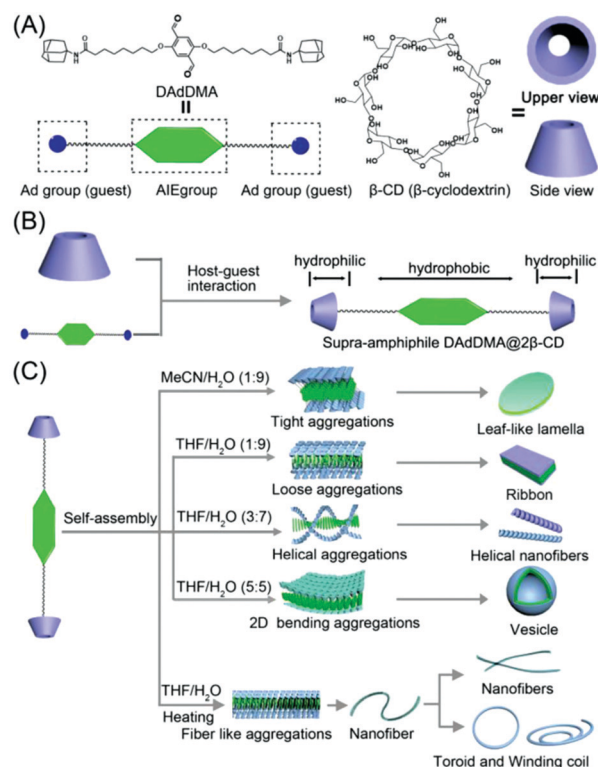 (A)
O
N
H
O
O
O
O
O
N
H
DAdDMA
=
Ad group (guest)
AIEgroup
Ad group (guest)
β-CD (β-cyclodextrin)
=
Upper view
Side view
(B)
Host-guest
interaction
hydrophilic
hydrophobic
hydrophilic
Supra-amphiphile DAdDMA@2β-CD
(C)
Self-assembly
MeCN/H2O (1:9)
Tight aggregations
Leaf-like lamella
THF/H2O (1:9)
Loose aggregations
Ribbon
THF/H2O (3:7)
Helical aggregations
Helical nanofibers
THF/H2O (5:5)
2D bending aggregations
Vesicle
THF/H2O
Heating
Fiber like aggregations
Nanofiber
Nanofibers
Toroid and Winding coil